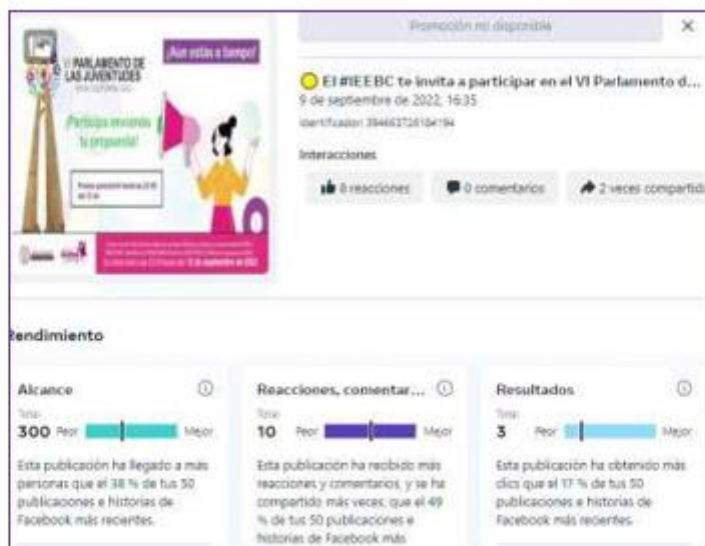 VI PARLAMENTO DE
LAS JUVENTUDES
¡Aún estás a tiempo!
¡Participa enviando
tu propuesta!
Promoción no disponible
El #IEEBC te invita a participar en el VI Parlamento d...
9 de septiembre de 2022, 16:35
Interacciones
8 reacciones
0 comentarios
2 veces compartida
Rendimiento
Alcance
Total
300 Peor Mejor
Esta publicación ha llegado a más
personas que el 38 % de tus 50
publicaciones e historias de
Facebook más recientes.
Reacciones, comentar...
Total
10 Peor Mejor
Esta publicación ha recibido más
reacciones y comentarios, y se ha
compartido más veces, que el 49
% de tus 50 publicaciones e
historias de Facebook más
Resultados
Total
3 Peor Mejor
Esta publicación ha obtenido más
clics que el 17 % de tus 50
publicaciones e historias de
Facebook más recientes.